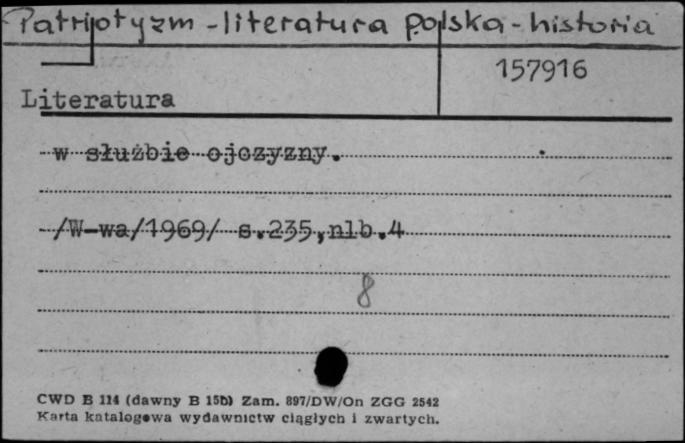 Patrijotyzm - literatura polska - historia
157916
Literatura
w służbie ojczyzny.
/W-wa/1969/ s.235,nlb.4
8
CWD B 114 (dawny B 15b) Zam. 897/DW/On ZGG 2542
Karta katalogowa wydawnictw ciągłych i zwartych.